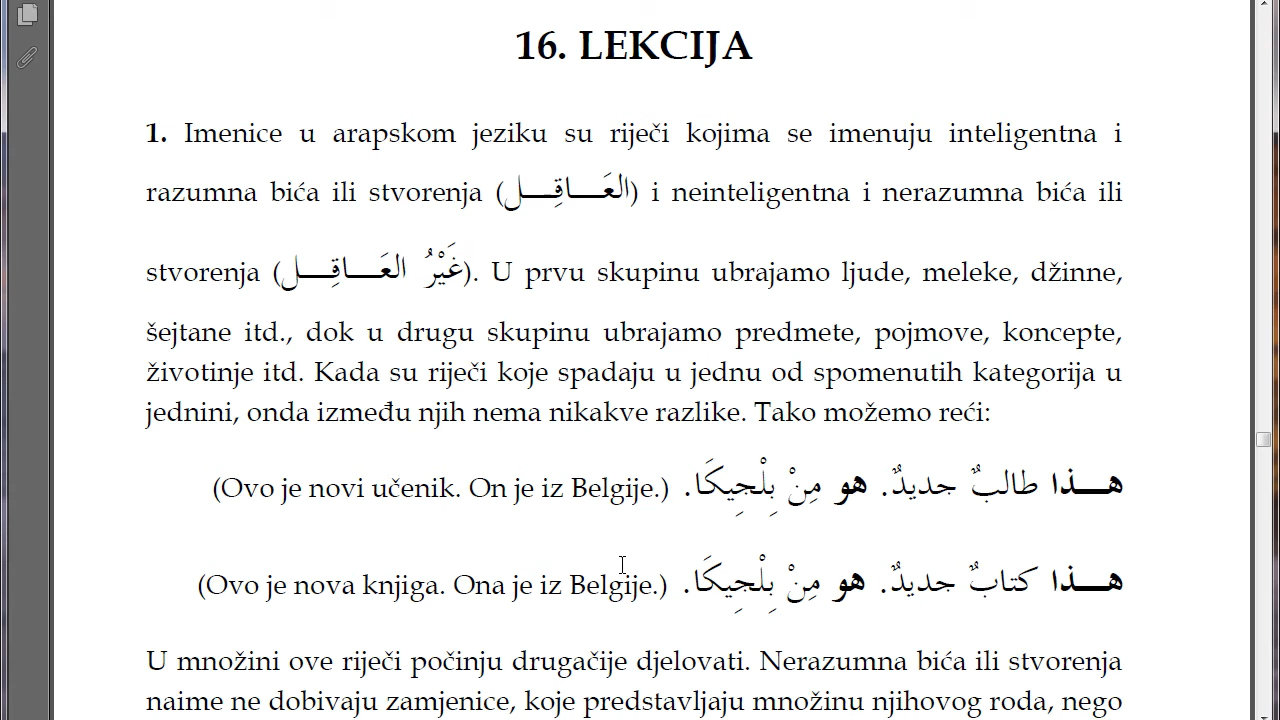 16. LEKCIJA
1. Imenice u arapskom jeziku su riječi kojima se imenuju inteligentna i
razumna bića ili stvorenja (العَـــاقِـــل) i neinteligentna i nerazumna bića ili
stvorenja (غَيْرُ العَـــاقِـــل). U prvu skupinu ubrajamo ljude, meleke, džinne,
šejtane itd., dok u drugu skupinu ubrajamo predmete, pojmove, koncepte,
životinje itd. Kada su riječi koje spadaju u jednu od spomenutih kategorija u
jednini, onda između njih nema nikakve razlike. Tako možemo reći:
(Ovo je novi učenik. On je iz Belgije.) هـــذا طالبٌ جديدٌ. هو مِنْ بِلْجِيكَا.
(Ovo je nova knjiga. Ona je iz Belgije.) هـــذا كتابٌ جديدٌ. هو مِنْ بِلْجِيكَا.
U množini ove riječi počinju drugačije djelovati. Nerazumna bića ili stvorenja
naime ne dobivaju zamjenice, koje predstavljaju množinu njihovog roda, nego